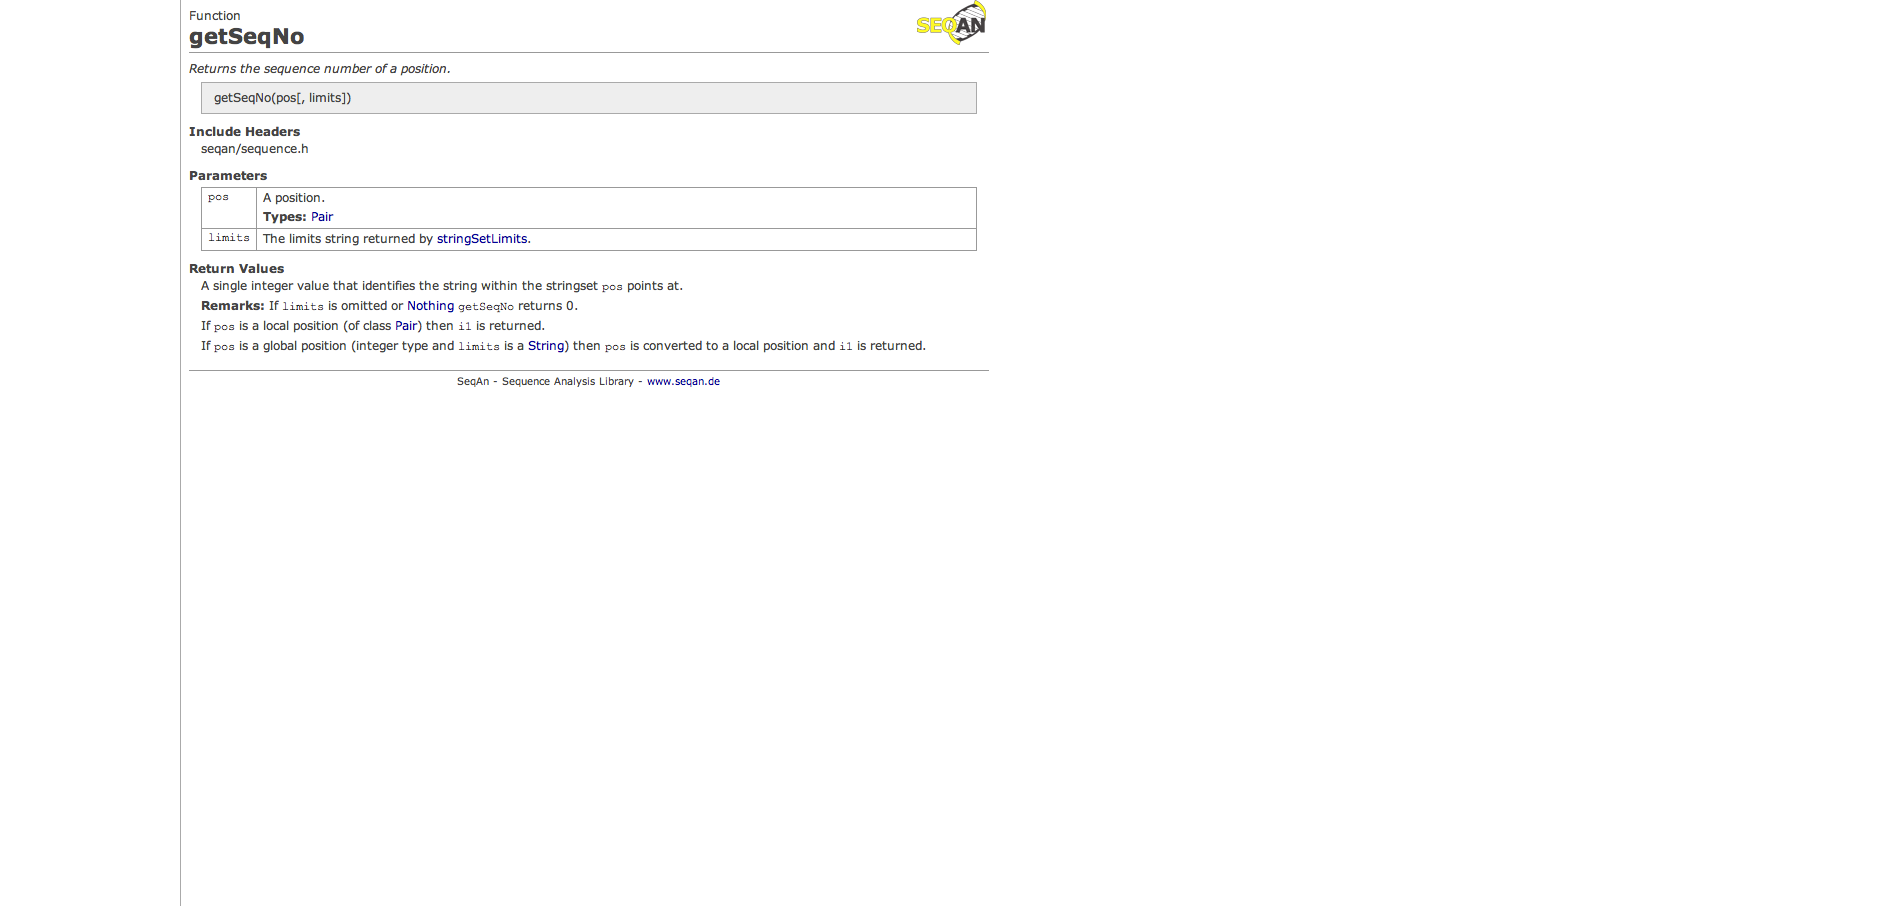 Function
getSeqNo
SEQAN
Returns the sequence number of a position.
getSeqNo(pos[, limits])
Include Headers
seqan/sequence.h
Parameters
pos A position.
Types: Pair
limits The limits string returned by stringSetLimits.
Return Values
A single integer value that identifies the string within the stringset pos points at.
Remarks: If limits is omitted or Nothing getSeqNo returns 0.
If pos is a local position (of class Pair) then i1 is returned.
If pos is a global position (integer type and limits is a String) then pos is converted to a local position and i1 is returned.
SeqAn - Sequence Analysis Library - www.seqan.de